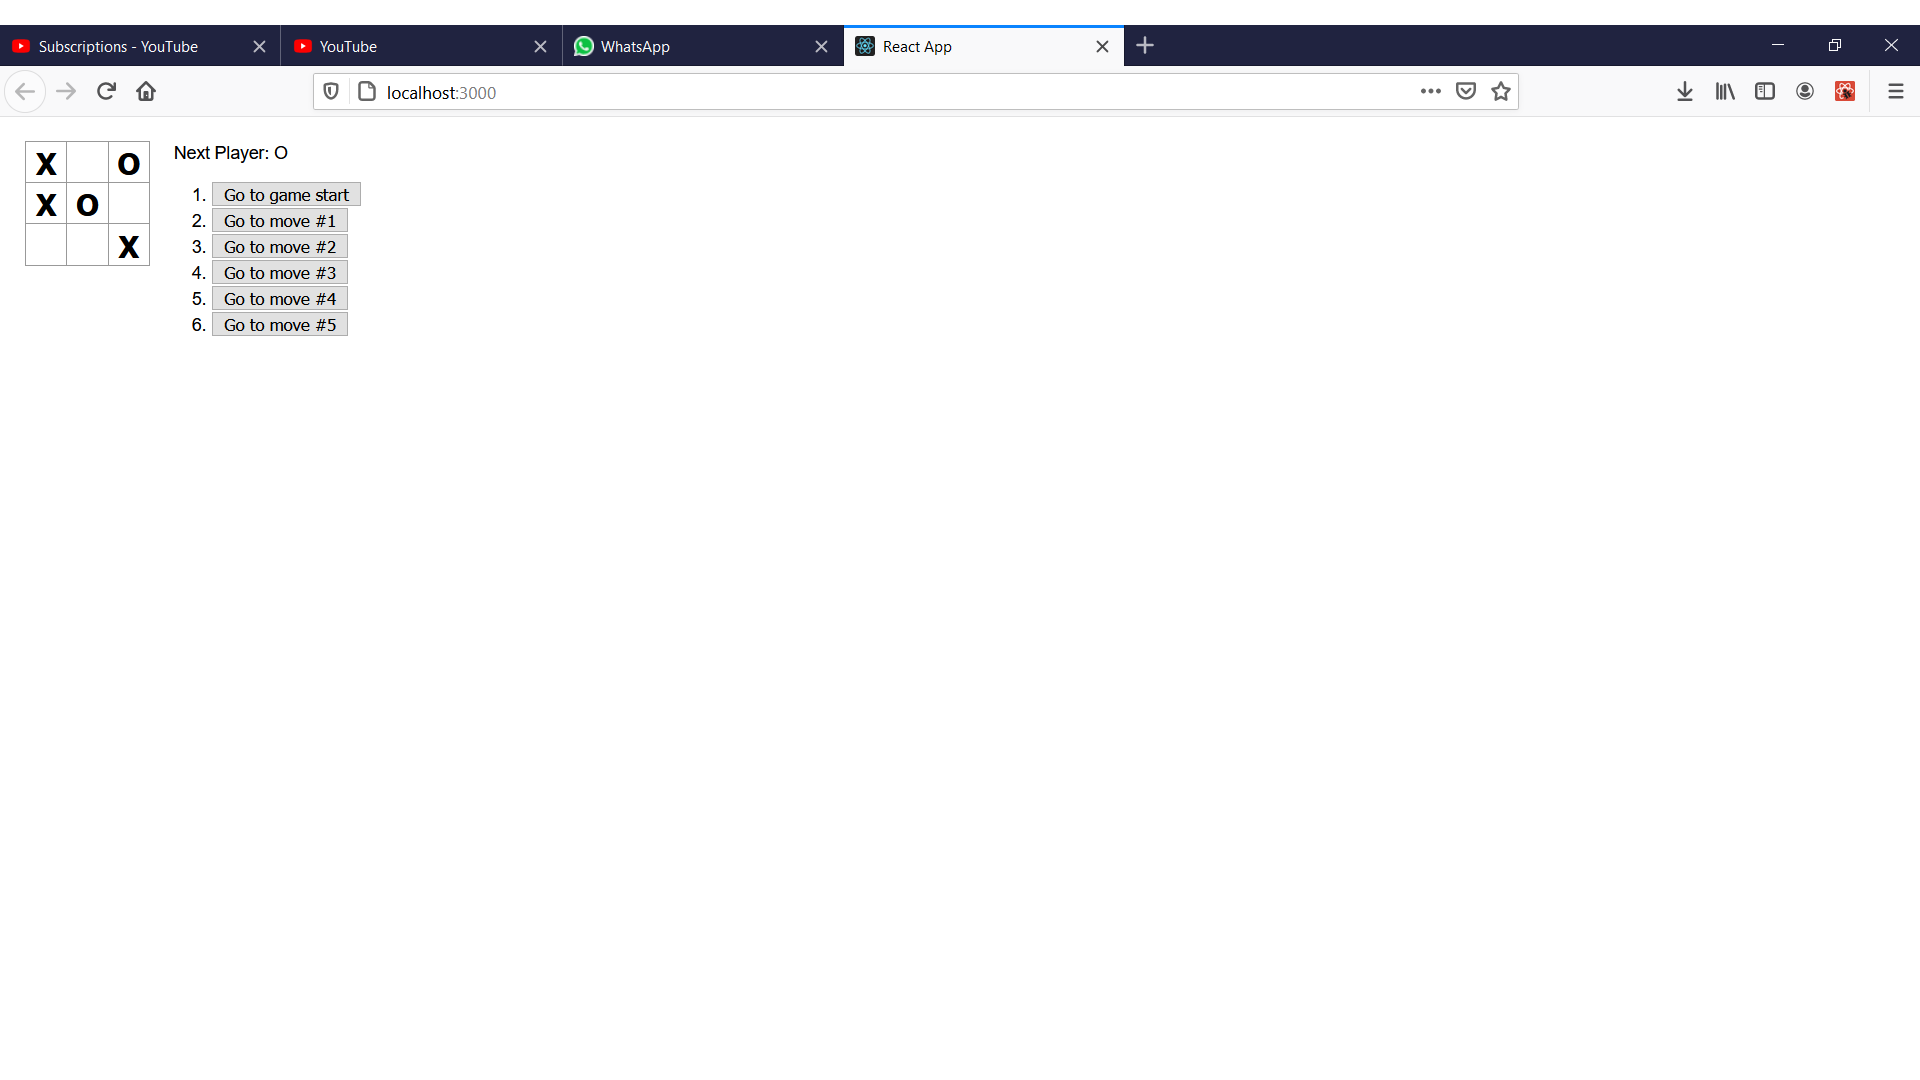 Subscriptions - YouTube YouTube WhatsApp React App
localhost:3000
X O
X O
X
Next Player: O
1. Go to game start
2. Go to move #1
3. Go to move #2
4. Go to move #3
5. Go to move #4
6. Go to move #5